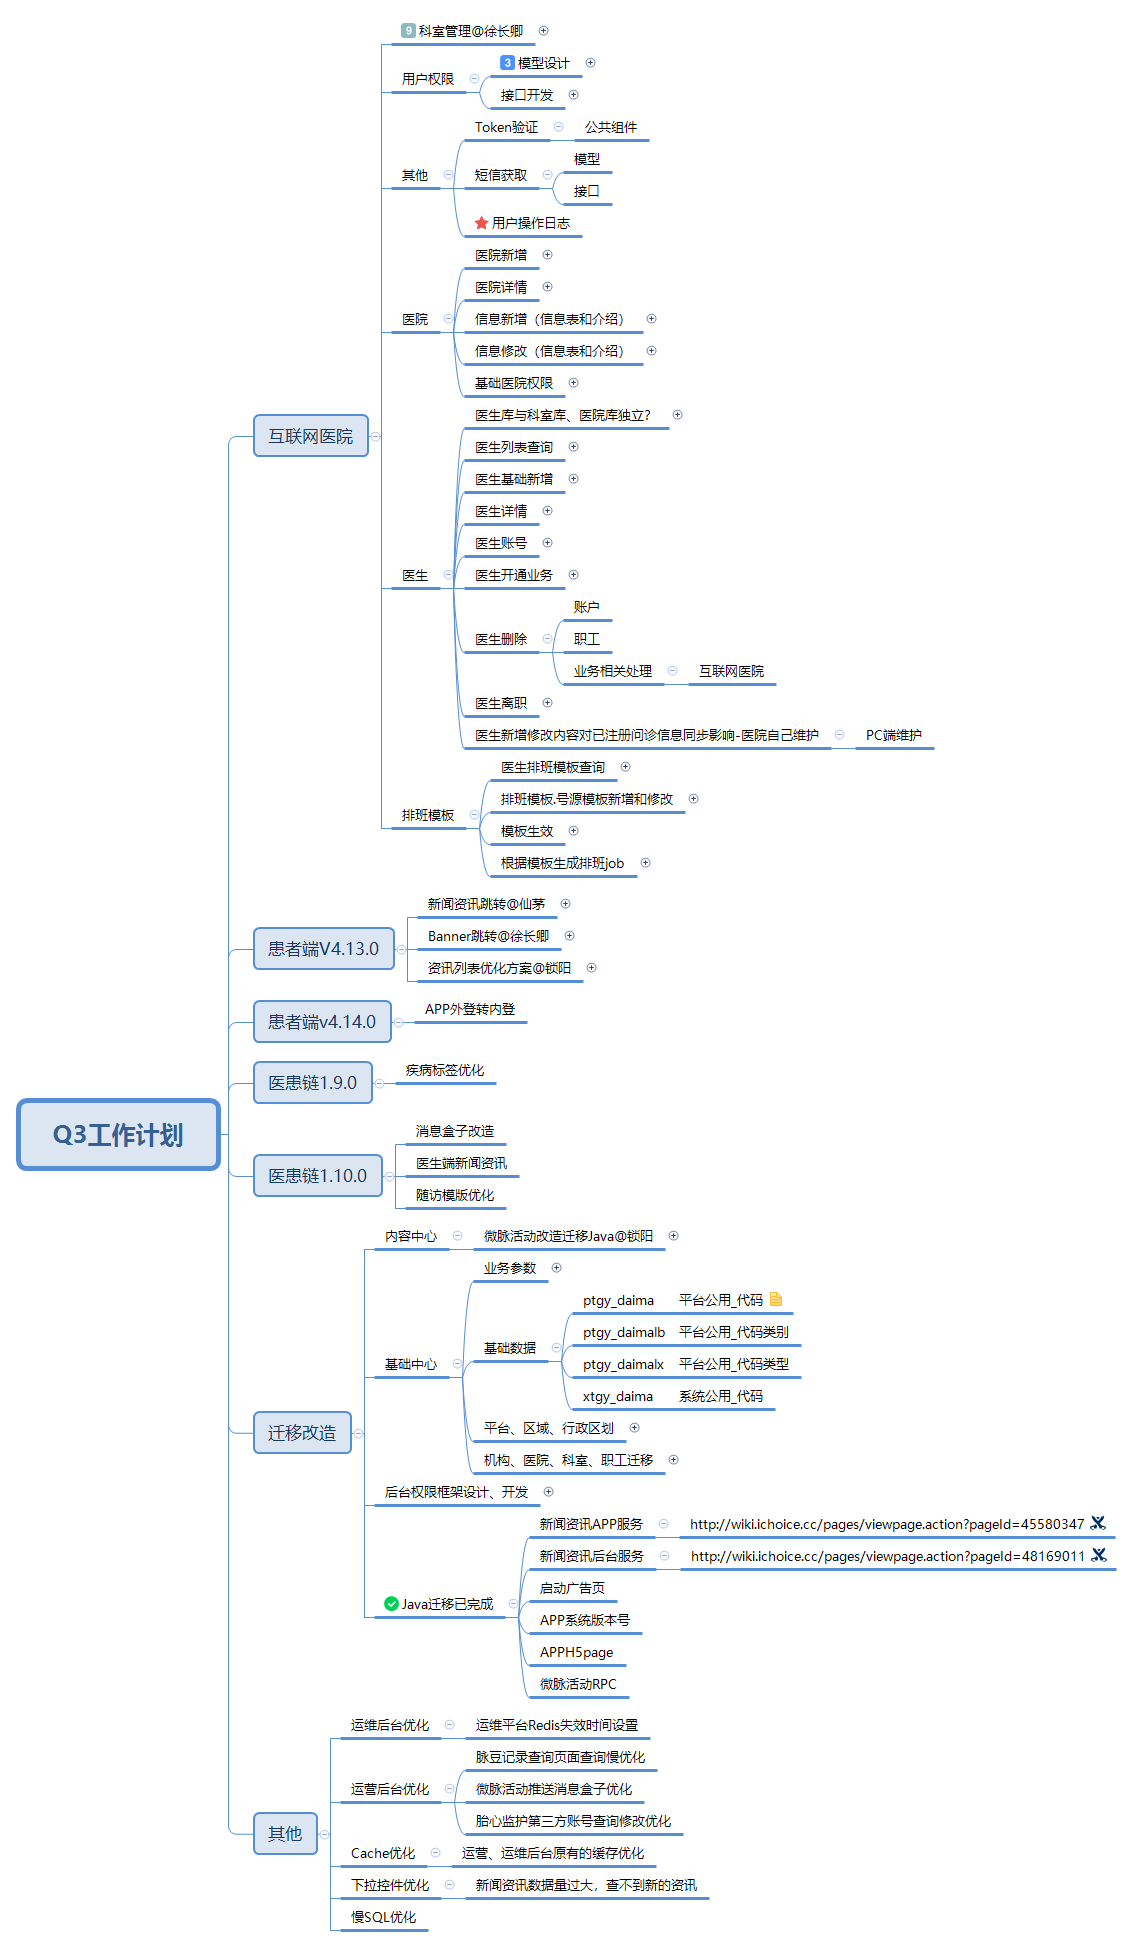 Q3工作计划
互联网医院
9 科室管理@徐长卿
用户权限
3 模型设计
接口开发
其他
Token验证
公共组件
短信获取
模型
接口
用户操作日志
医院
医院新增
医院详情
信息新增（信息表和介绍）
信息修改（信息表和介绍）
基础医院权限
医生
医生库与科室库、医院库独立？
医生列表查询
医生基础新增
医生详情
医生账号
医生开通业务
医生删除
账户
职工
业务相关处理
互联网医院
医生离职
医生新增修改内容对已注册问诊信息同步影响-医院自己维护
PC端维护
排班模板
医生排班模板查询
排班模板.号源模板新增和修改
模板生效
根据模板生成排班job
患者端V4.13.0
新闻资讯跳转@仙茅
Banner跳转@徐长卿
资讯列表优化方案@锁阳
患者端v4.14.0
APP外登转内登
医患链1.9.0
疾病标签优化
医患链1.10.0
消息盒子改造
医生端新闻资讯
随访模版优化
迁移改造
内容中心
微脉活动改造迁移Java@锁阳
基础中心
业务参数
基础数据
ptgy_daima 平台公用_代码
ptgy_daimalb 平台公用_代码类别
ptgy_daimalx 平台公用_代码类型
xtgy_daima 系统公用_代码
平台、区域、行政区划
机构、医院、科室、职工迁移
后台权限框架设计、开发
Java迁移已完成
新闻资讯APP服务
http://wiki.ichoice.cc/pages/viewpage.action?pageId=45580347
新闻资讯后台服务
http://wiki.ichoice.cc/pages/viewpage.action?pageId=48169011
启动广告页
APP系统版本号
APPH5page
微脉活动RPC
其他
运维后台优化
运维平台Redis失效时间设置
运营后台优化
脉豆记录查询页面查询慢优化
微脉活动推送消息盒子优化
胎心监护第三方账号查询修改优化
Cache优化
运营、运维后台原有的缓存优化
下拉控件优化
新闻资讯数据量过大，查不到新的资讯
慢SQL优化